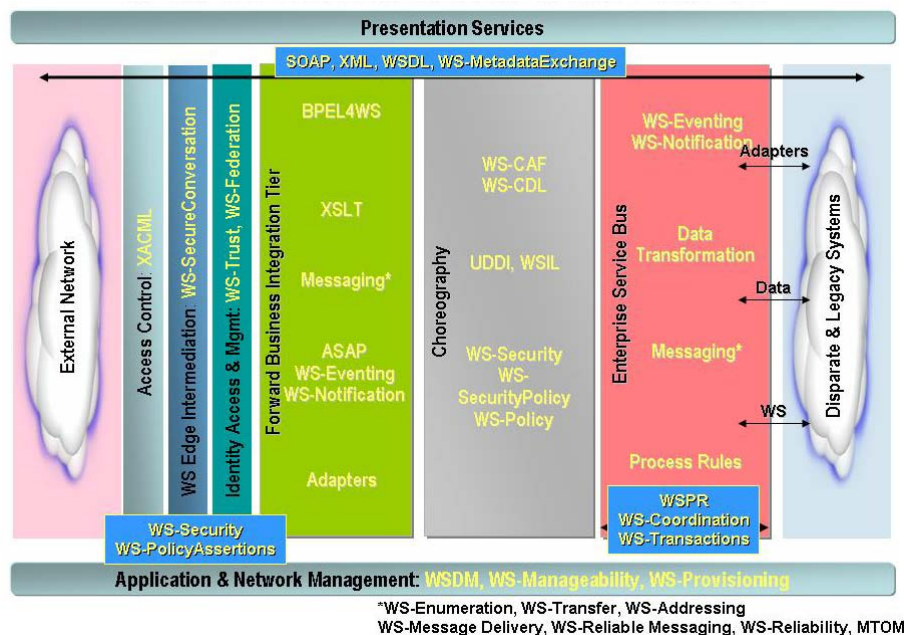 Presentation Services
SOAP, XML, WSDL, WS-MetadataExchange
External Network
Access Control: XACML
WS Edge Intermediation: WS-SecureConversation
Identity Access & Mgmt: WS-Trust, WS-Federation
Forward Business Integration Tier
BPEL4WS
XSLT
Messaging*
ASAP
WS-Eventing
WS-Notification
Adapters
Choreography
WS-CAF
WS-CDL
UDDI, WSIL
WS-Security
WS-
SecurityPolicy
WS-Policy
Enterprise Service Bus
WS-Eventing
WS-Notification
Data
Transformation
Messaging*
Process Rules
Adapters
Data
WS
Disparate & Legacy Systems
WS-Security
WS-PolicyAssertions
WSPR
WS-Coordination
WS-Transactions
Application & Network Management: WSDM, WS-Manageability, WS-Provisioning
*WS-Enumeration, WS-Transfer, WS-Addressing
WS-Message Delivery, WS-Reliable Messaging, WS-Reliability, MTOM